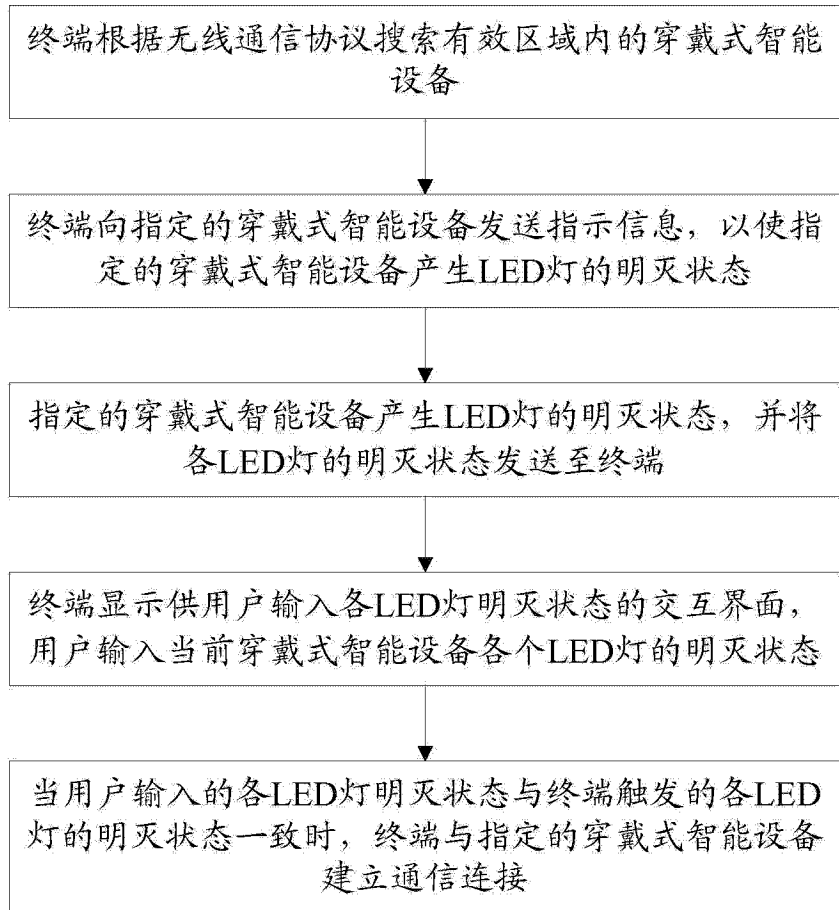 终端根据无线通信协议搜索有效区域内的穿戴式智能
设备
终端向指定的穿戴式智能设备发送指示信息，以使指
定的穿戴式智能设备产生LED灯的明灭状态
指定的穿戴式智能设备产生LED灯的明灭状态，并将
各LED灯的明灭状态发送至终端
终端显示供用户输入各LED灯明灭状态的交互界面，
用户输入当前穿戴式智能设备各个LED灯的明灭状态
当用户输入的各LED灯明灭状态与终端触发的各LED
灯的明灭状态一致时，终端与指定的穿戴式智能设备
建立通信连接